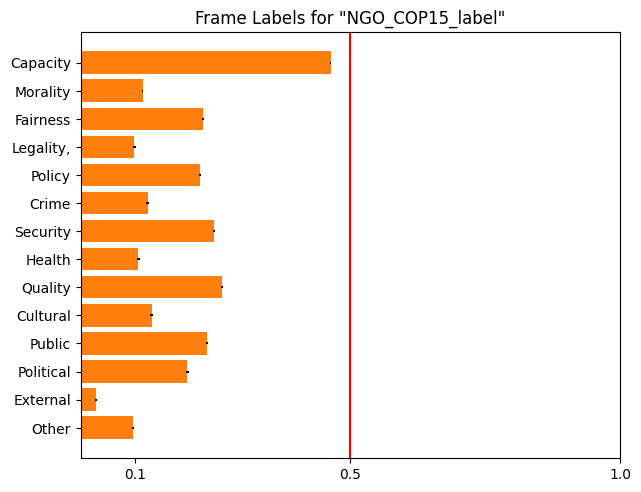 Frame Labels for "NGO_COP15_label"
Capacity
Morality
Fairness
Legality,
Policy
Crime
Security
Health
Quality
Cultural
Public
Political
External
Other
0.1 0.5 1.0